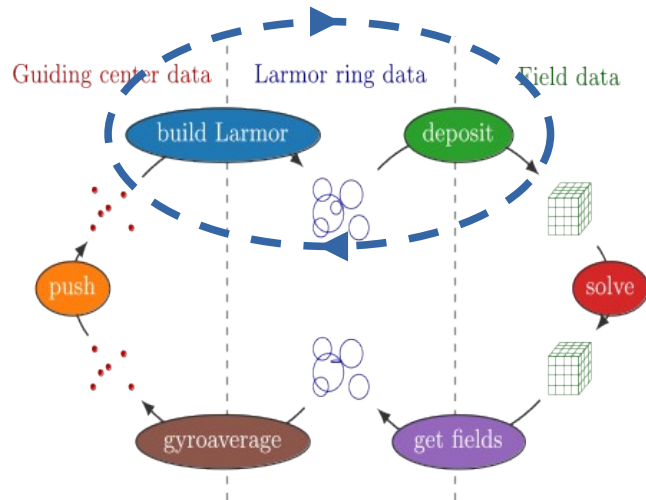 Guiding center data
Larmor ring data
Field data
build Larmor
deposit
push
solve
gyroaverage
get fields